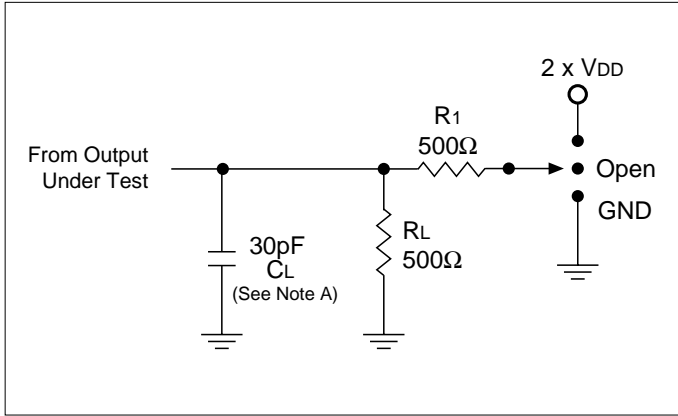 2 x VDD
R1
500Ω
From Output
Under Test
Open
GND
30pF
CL
(See Note A)
RL
500Ω